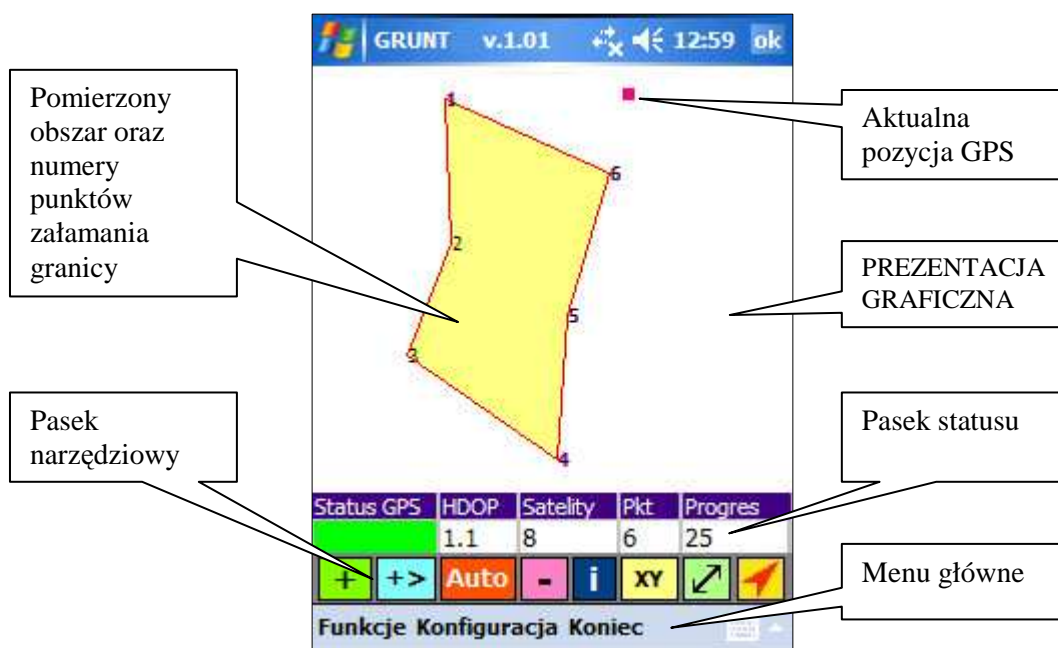 GRUNT v.1.01 12:59 ok
Pomierzony
obszar oraz
numery
punktów
załamania
granicy
Aktualna
pozycja GPS
PREZENTACJA
GRAFICZNA
1
6
2
5
3
4
Pasek
narzędziowy
Pasek statusu
Status GPS HDOP Satelity Pkt Progres
1.1 8 6 25
+ +> Auto - i XY
Menu główne
Funkcje Konfiguracja Koniec